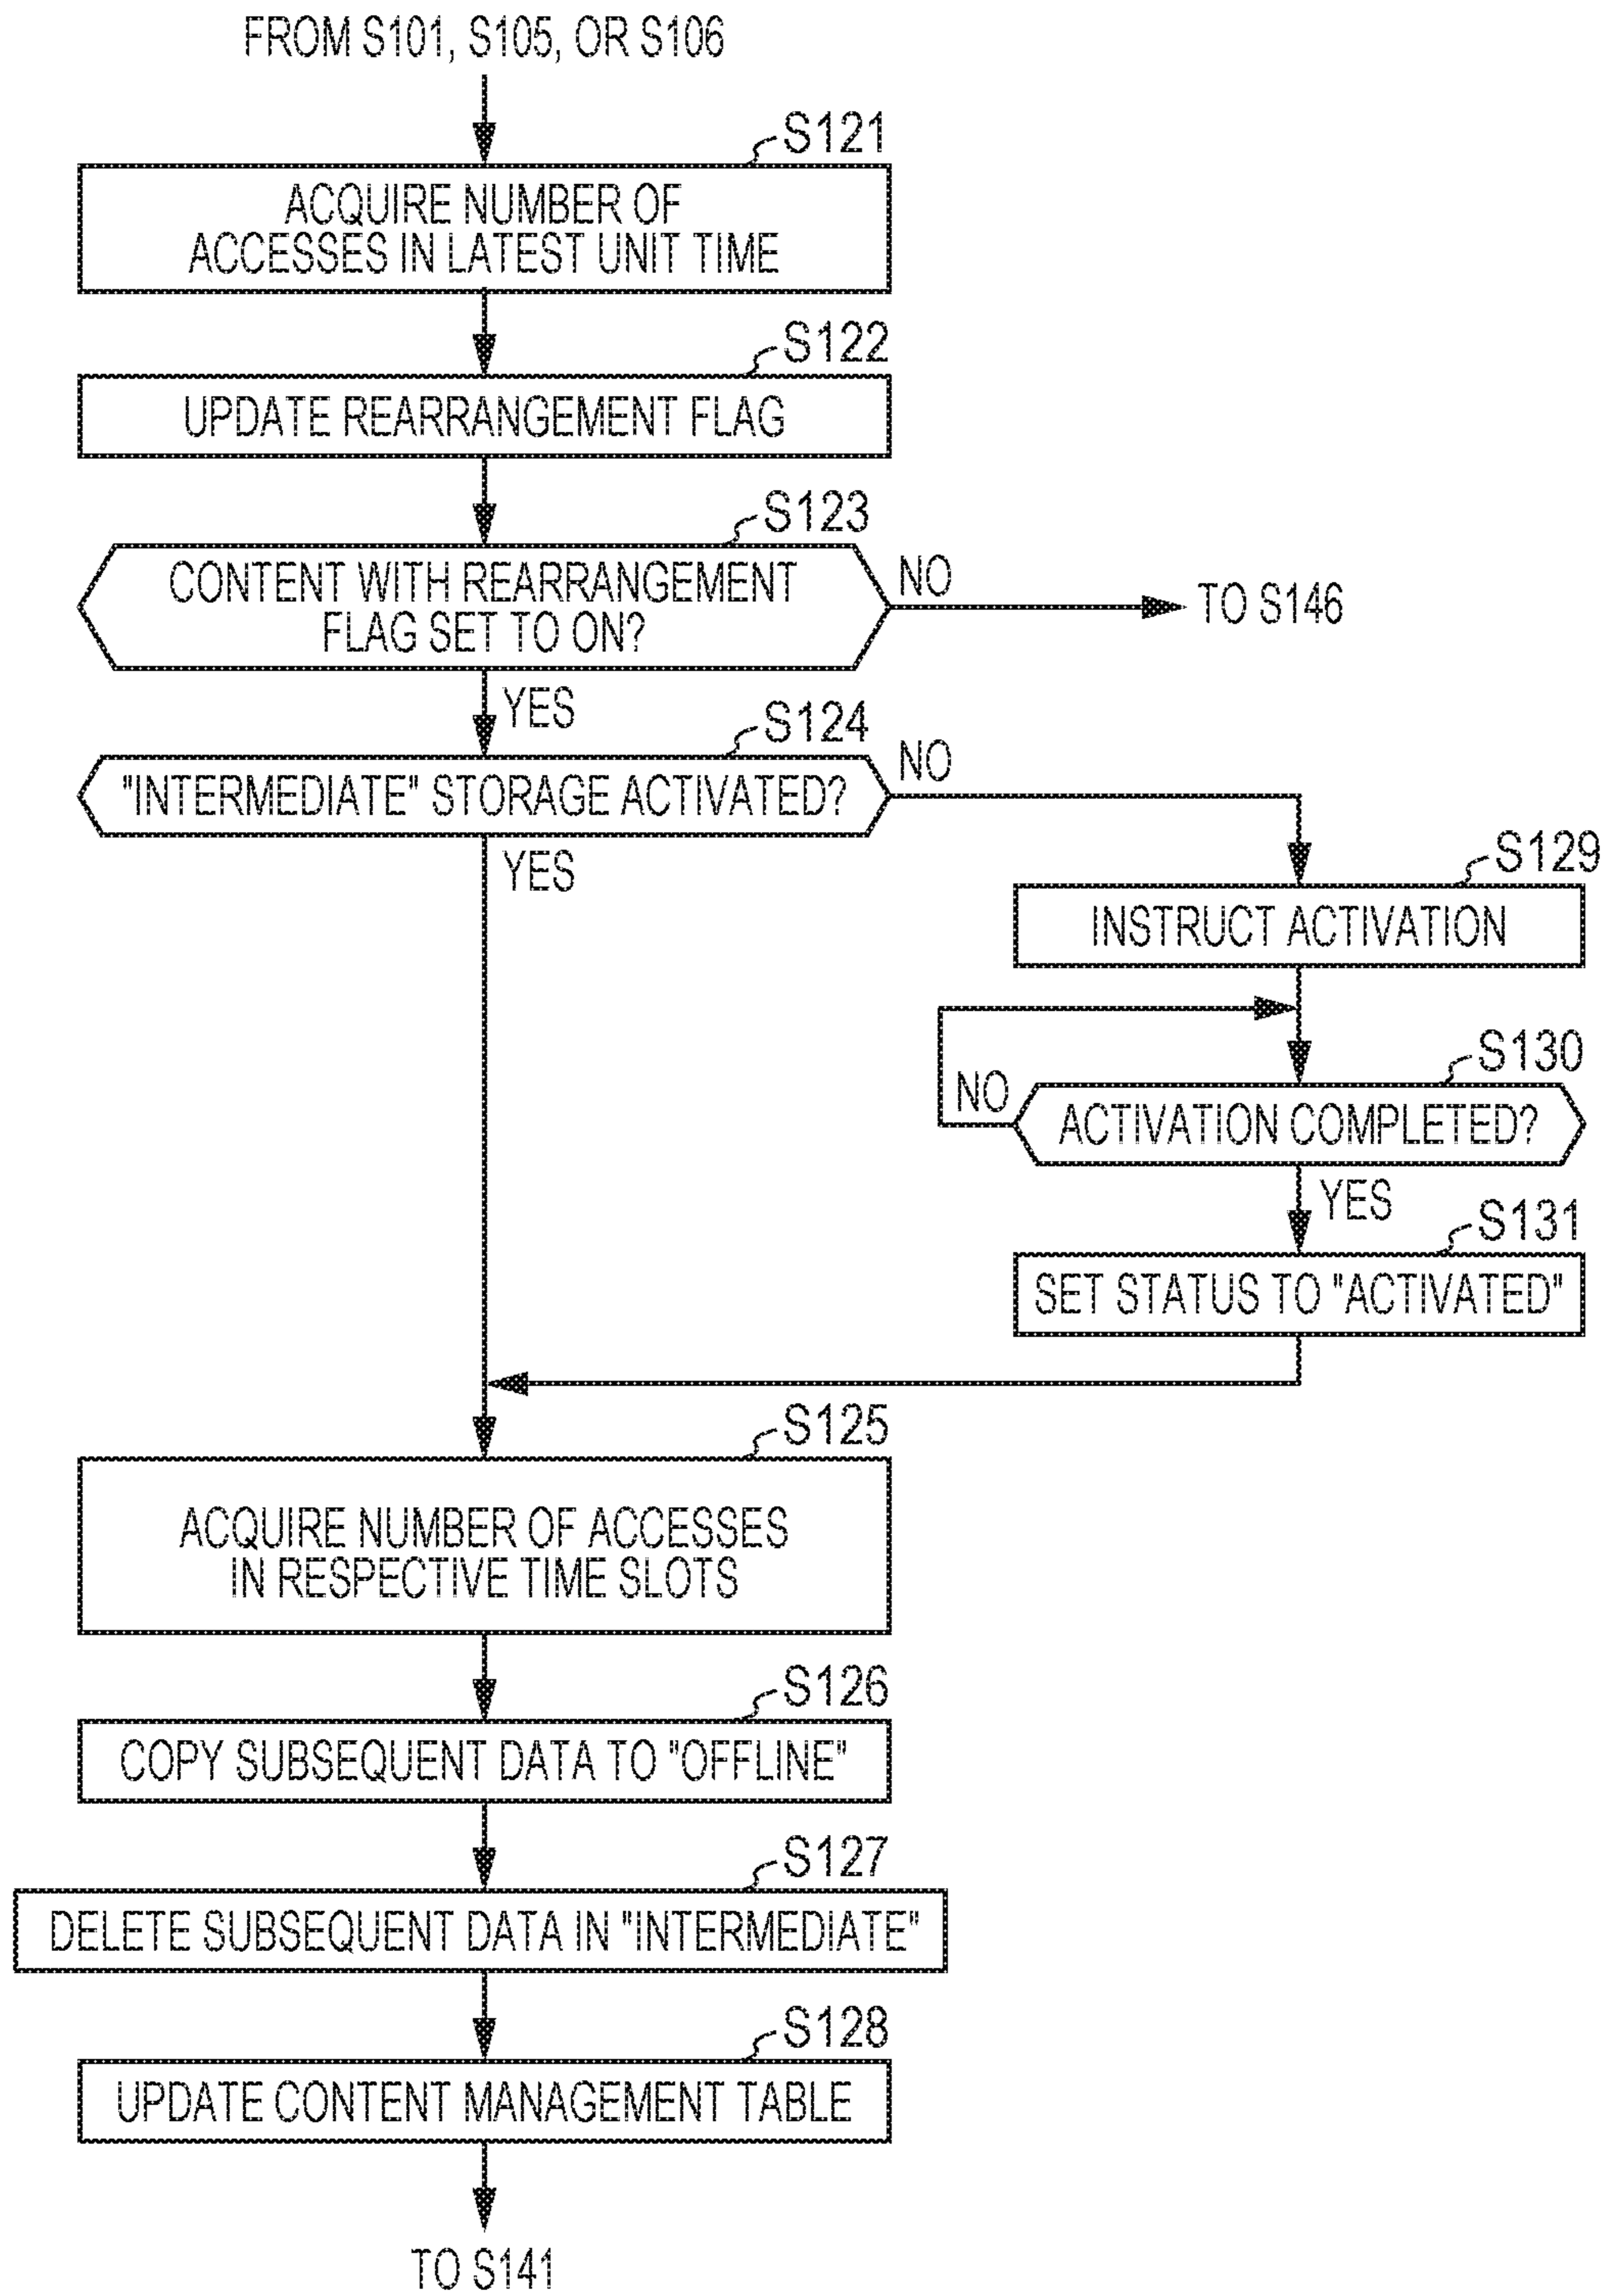 FROM S101, S105, OR S106
S121
ACQUIRE NUMBER OF
ACCESSES IN LATEST UNIT TIME
S122
UPDATE REARRANGEMENT FLAG
S123
CONTENT WITH REARRANGEMENT
FLAG SET TO ON?
NO
TO S146
YES
S124
"INTERMEDIATE" STORAGE ACTIVATED?
NO
YES
S129
INSTRUCT ACTIVATION
S130
NO
ACTIVATION COMPLETED?
YES
S131
SET STATUS TO "ACTIVATED"
S125
ACQUIRE NUMBER OF ACCESSES
IN RESPECTIVE TIME SLOTS
S126
COPY SUBSEQUENT DATA TO "OFFLINE"
S127
DELETE SUBSEQUENT DATA IN "INTERMEDIATE"
S128
UPDATE CONTENT MANAGEMENT TABLE
TO S141